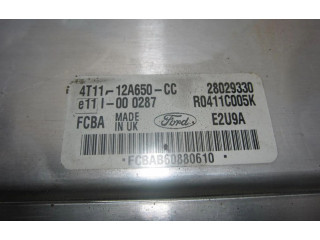 4T11-12A650-CC 28029330
e11 I-00 0287 R0411C005K
FCBA MADE IN UK Ford E2U9A
FCBAB60880610